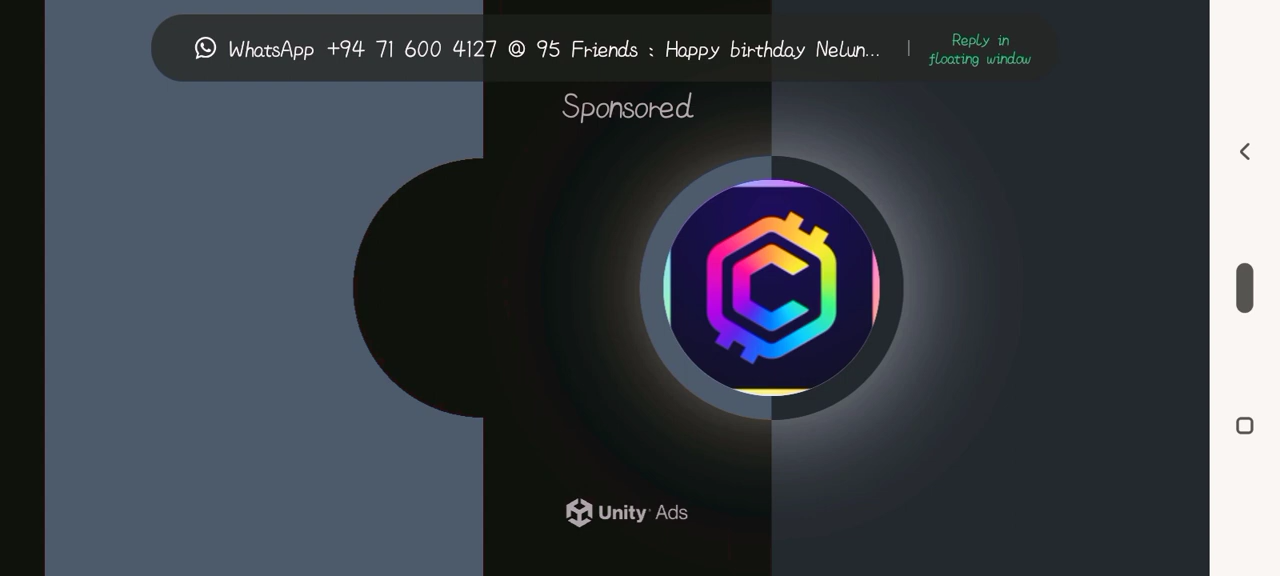 WhatsApp +94 71 600 4127 @ 95 Friends : Happy birthday Nelun...
Reply in
floating window
Sponsored
Unity Ads